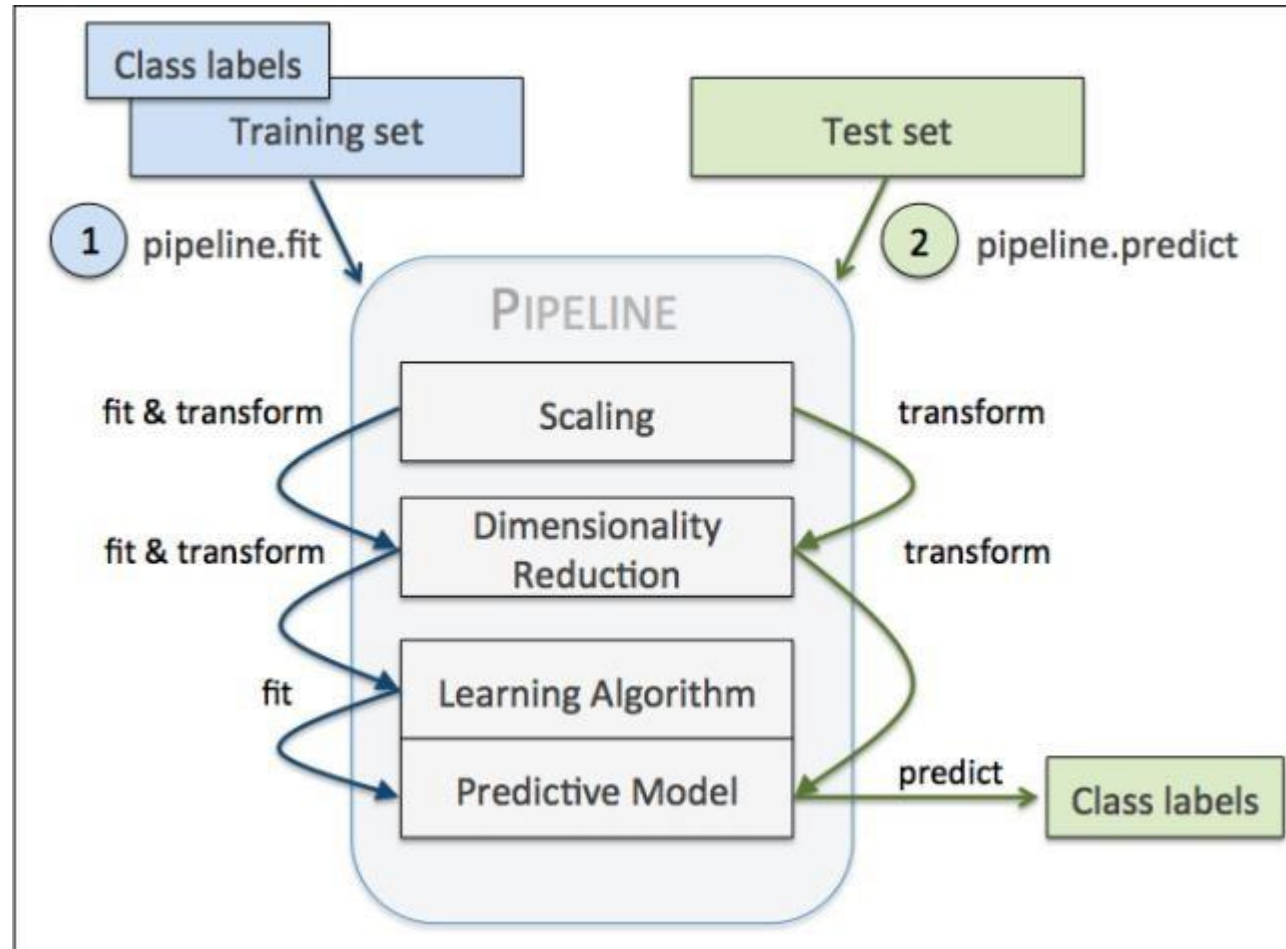 Class labels
Training set
Test set
1 pipeline.fit
2 pipeline.predict
PIPELINE
fit & transform
Scaling
transform
fit & transform
Dimensionality
Reduction
transform
fit
Learning Algorithm
Predictive Model
predict
Class labels